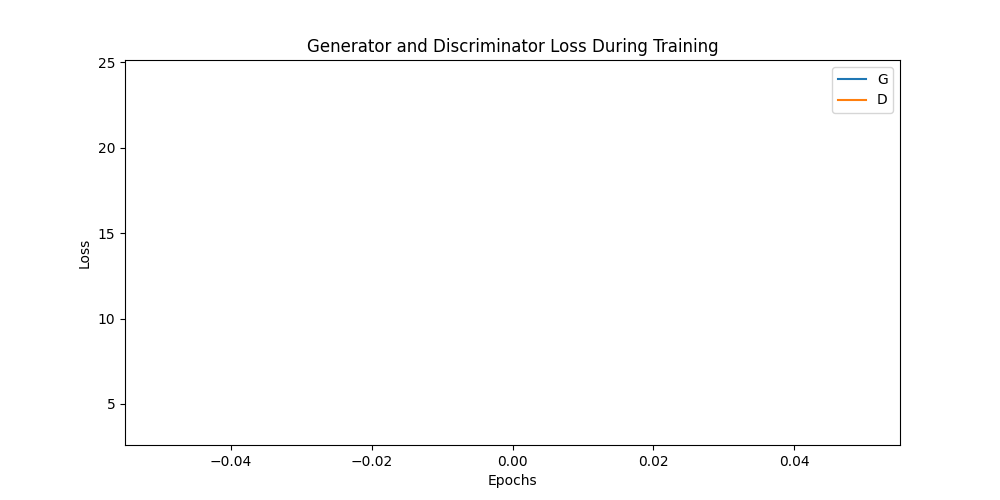 Generator and Discriminator Loss During Training
25
20
15
10
5
Loss
G
D
−0.04 −0.02 0.00 0.02 0.04
Epochs